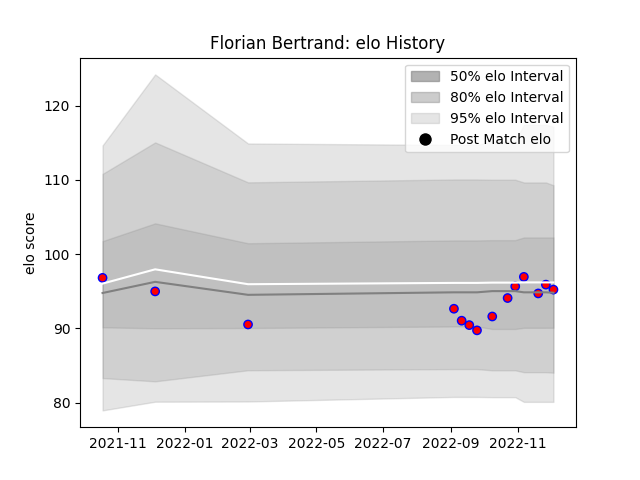 Florian Bertrand: elo History
50% elo Interval
80% elo Interval
95% elo Interval
Post Match elo
elo score
120
110
100
90
80
2021-11 2022-01 2022-03 2022-05 2022-07 2022-09 2022-11